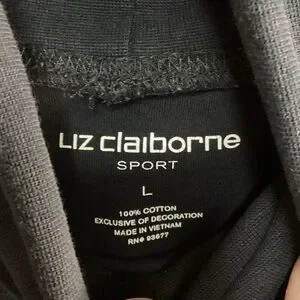 LIZ claiBORNE
SPORT
L
100% COTTON
EXCLUSIVE OF DECORATION
MADE IN VIETNAM
RN# 93677